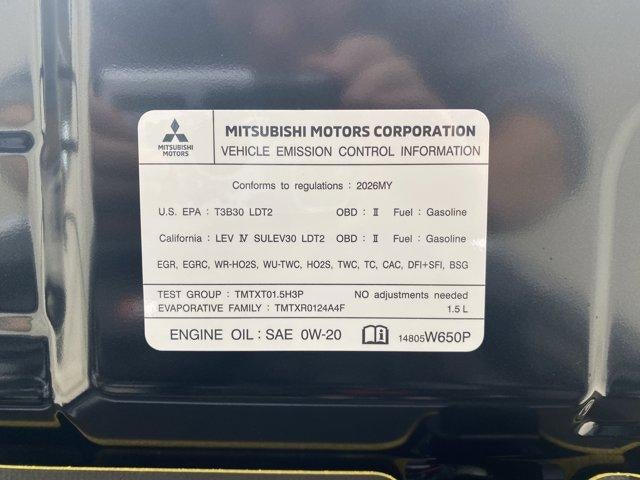 MITSUBISHI MOTORS
MITSUBISHI MOTORS CORPORATION
VEHICLE EMISSION CONTROL INFORMATION
Conforms to regulations : 2026MY
U.S. EPA : T3B30 LDT2 OBD : Ⅱ Fuel : Gasoline
California : LEV Ⅳ SULEV30 LDT2 OBD : Ⅱ Fuel : Gasoline
EGR, EGRC, WR-HO2S, WU-TWC, HO2S, TWC, TC, CAC, DFI+SFI, BSG
TEST GROUP : TMTXT01.5H3P NO adjustments needed
EVAPORATIVE FAMILY : TMTXR0124A4F 1.5 L
ENGINE OIL : SAE 0W-20 14805W650P